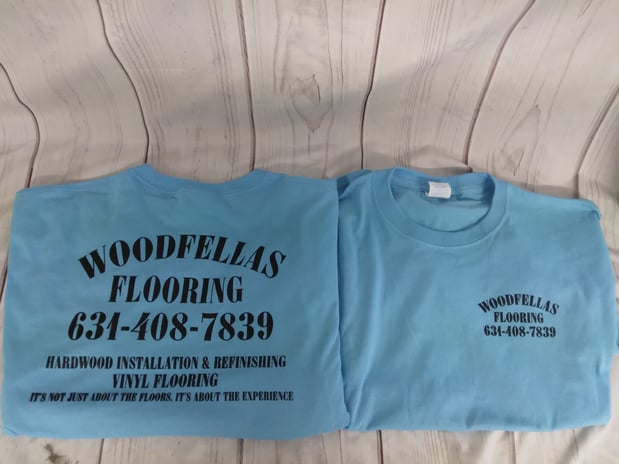 WOODFELLAS
FLOORING
631-408-7839
HARDWOOD INSTALLATION & REFINISHING
VINYL FLOORING
IT'S NOT JUST ABOUT THE FLOORS, IT'S ABOUT THE EXPERIENCE
WOODFELLAS
FLOORING
631-408-7839